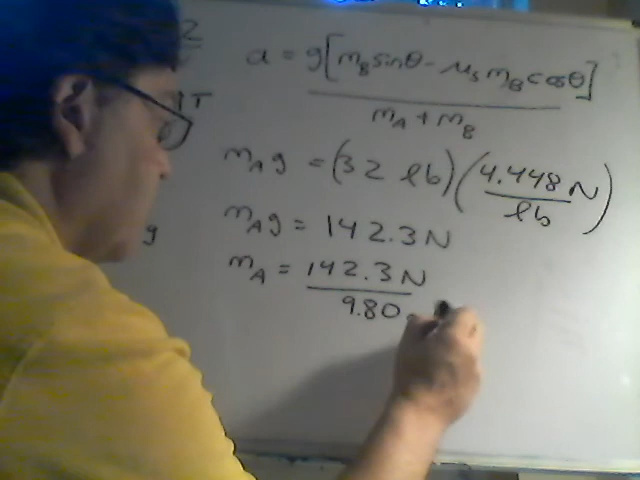 a = g[m_B sinθ - μ_s m_B cosθ]
m_A + m_B
m_A g = (32 lb)(4.448 N
lb)
m_A g = 142.3 N
m_A = 142.3 N
9.80
g